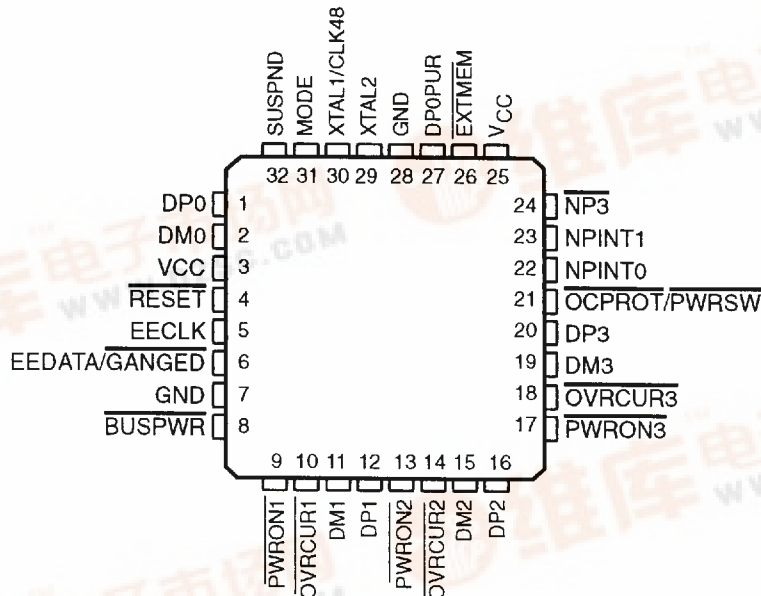 SUSPND
MODE
XTAL1/CLK48
XTAL2
GND
DP0PUR
EXTMEM
VCC
32 31 30 29 28 27 26 25
DP0 1
DM0 2
VCC 3
RESET 4
EECLK 5
EEDATA/GANGED 6
GND 7
BUSPWR 8
24 NP3
23 NPINT1
22 NPINT0
21 OCPROT/PWRSW
20 DP3
19 DM3
18 OVRCUR3
17 PWRON3
9 10 11 12 13 14 15 16
PWRON1
OVRCUR1
DM1
DP1
PWRON2
OVRCUR2
DM2
DP2
维库